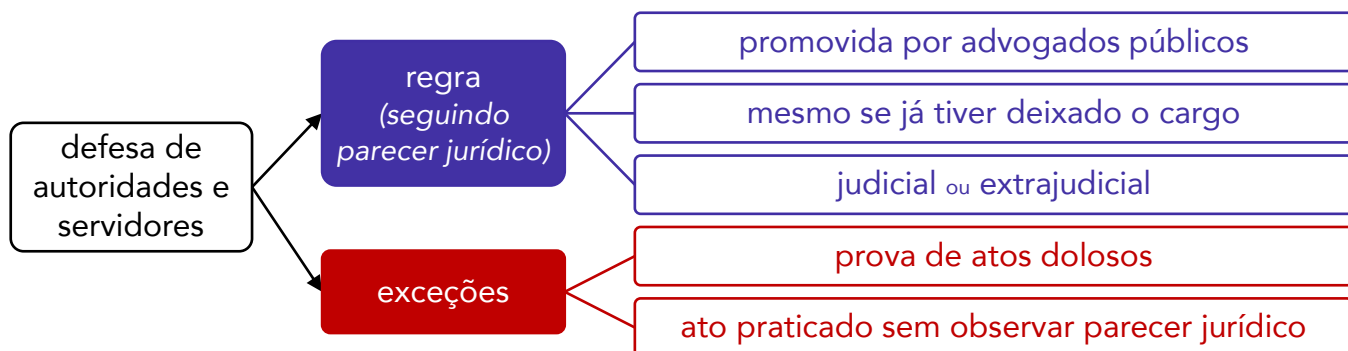 defesa de
autoridades e
servidores
regra
(seguindo
parecer jurídico)
promovida por advogados públicos
mesmo se já tiver deixado o cargo
judicial ou extrajudicial
exceções
prova de atos dolosos
ato praticado sem observar parecer jurídico